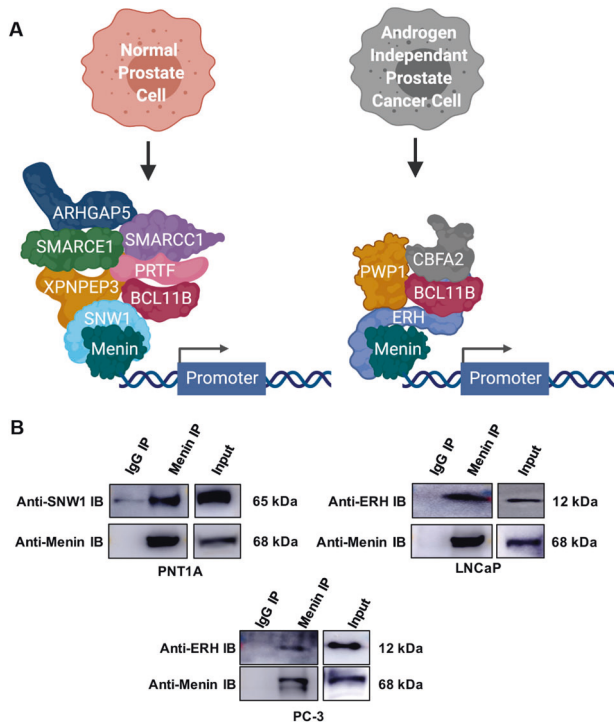 A
Normal
Prostate
Cell
Androgen
Independant
Prostate
Cancer Cell
ARHGAP5
SMARCE1
SMARCC1
PRTF
XPNPEP3
BCL11B
SNW1
Menin
Promoter
CBFA2
PWP1
BCL11B
ERH
Menin
Promoter
B
IgG IP Menin IP Input
Anti-SNW1 IB 65 kDa
Anti-Menin IB 68 kDa
PNT1A
IgG IP Menin IP Input
Anti-ERH IB 12 kDa
Anti-Menin IB 68 kDa
LNCaP
IgG IP Menin IP Input
Anti-ERH IB 12 kDa
Anti-Menin IB 68 kDa
PC-3